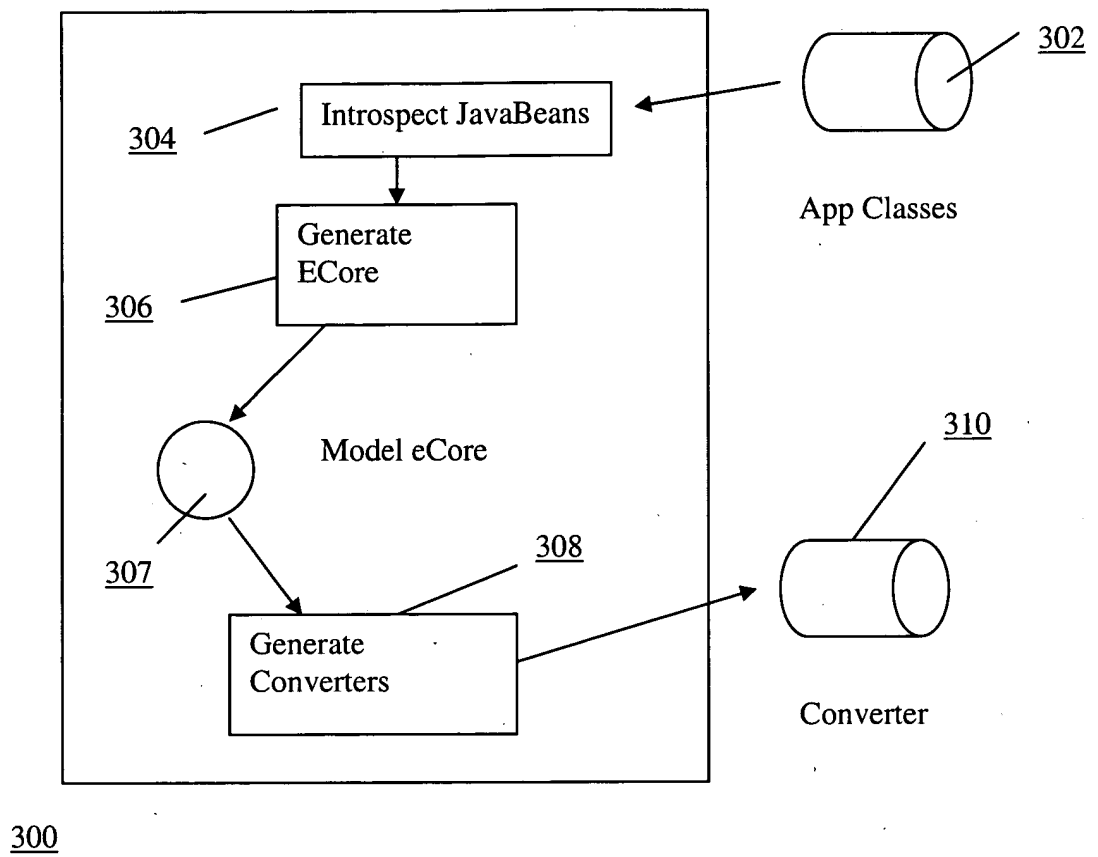 302
304
Introspect JavaBeans
App Classes
Generate
ECore
306
Model eCore
310
307
308
Generate
Converters
Converter
300